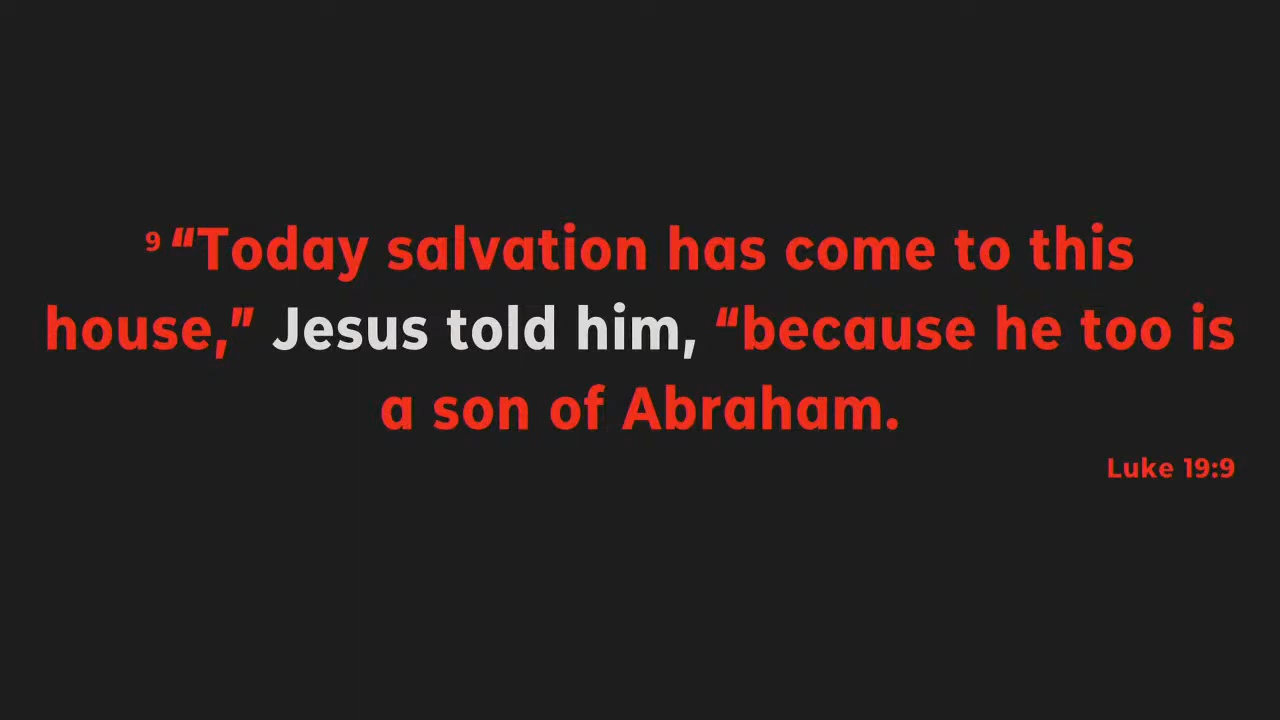 9 “Today salvation has come to this
house,” Jesus told him, “because he too is
a son of Abraham.
Luke 19:9